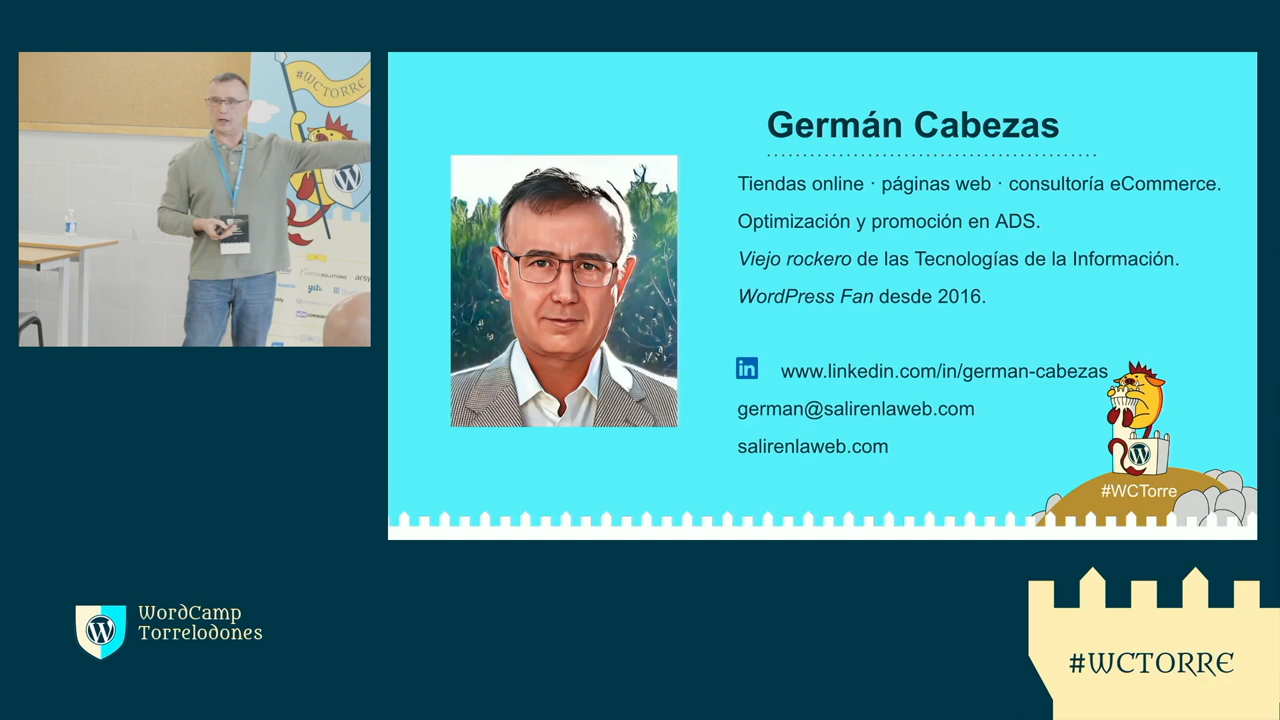 #WCTORRE
Germán Cabezas
Tiendas online · páginas web · consultoría eCommerce.
Optimización y promoción en ADS.
Viejo rockero de las Tecnologías de la Información.
WordPress Fan desde 2016.
in
www.linkedin.com/in/german-cabezas
german@salirenlaweb.com
salirenlaweb.com
#WCTorre
WordCamp
Torrelodones
#WCTORRE